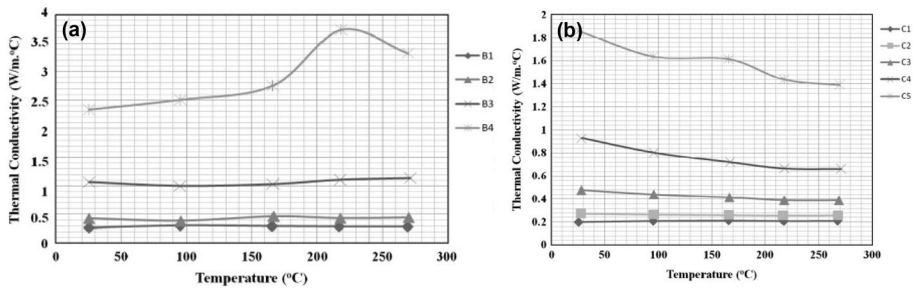 (a)
4
3.5
3
2.5
2
1.5
1
0.5
0
0 50 100 150 200 250 300
Thermal Conductivity (W/m.°C)
Temperature (°C)
B1
B2
B3
B4
(b)
2
1.8
1.6
1.4
1.2
1
0.8
0.6
0.4
0.2
0
0 50 100 150 200 250 300
Thermal Conductivity (W/m.°C)
Temperature (°C)
C1
C2
C3
C4
C5